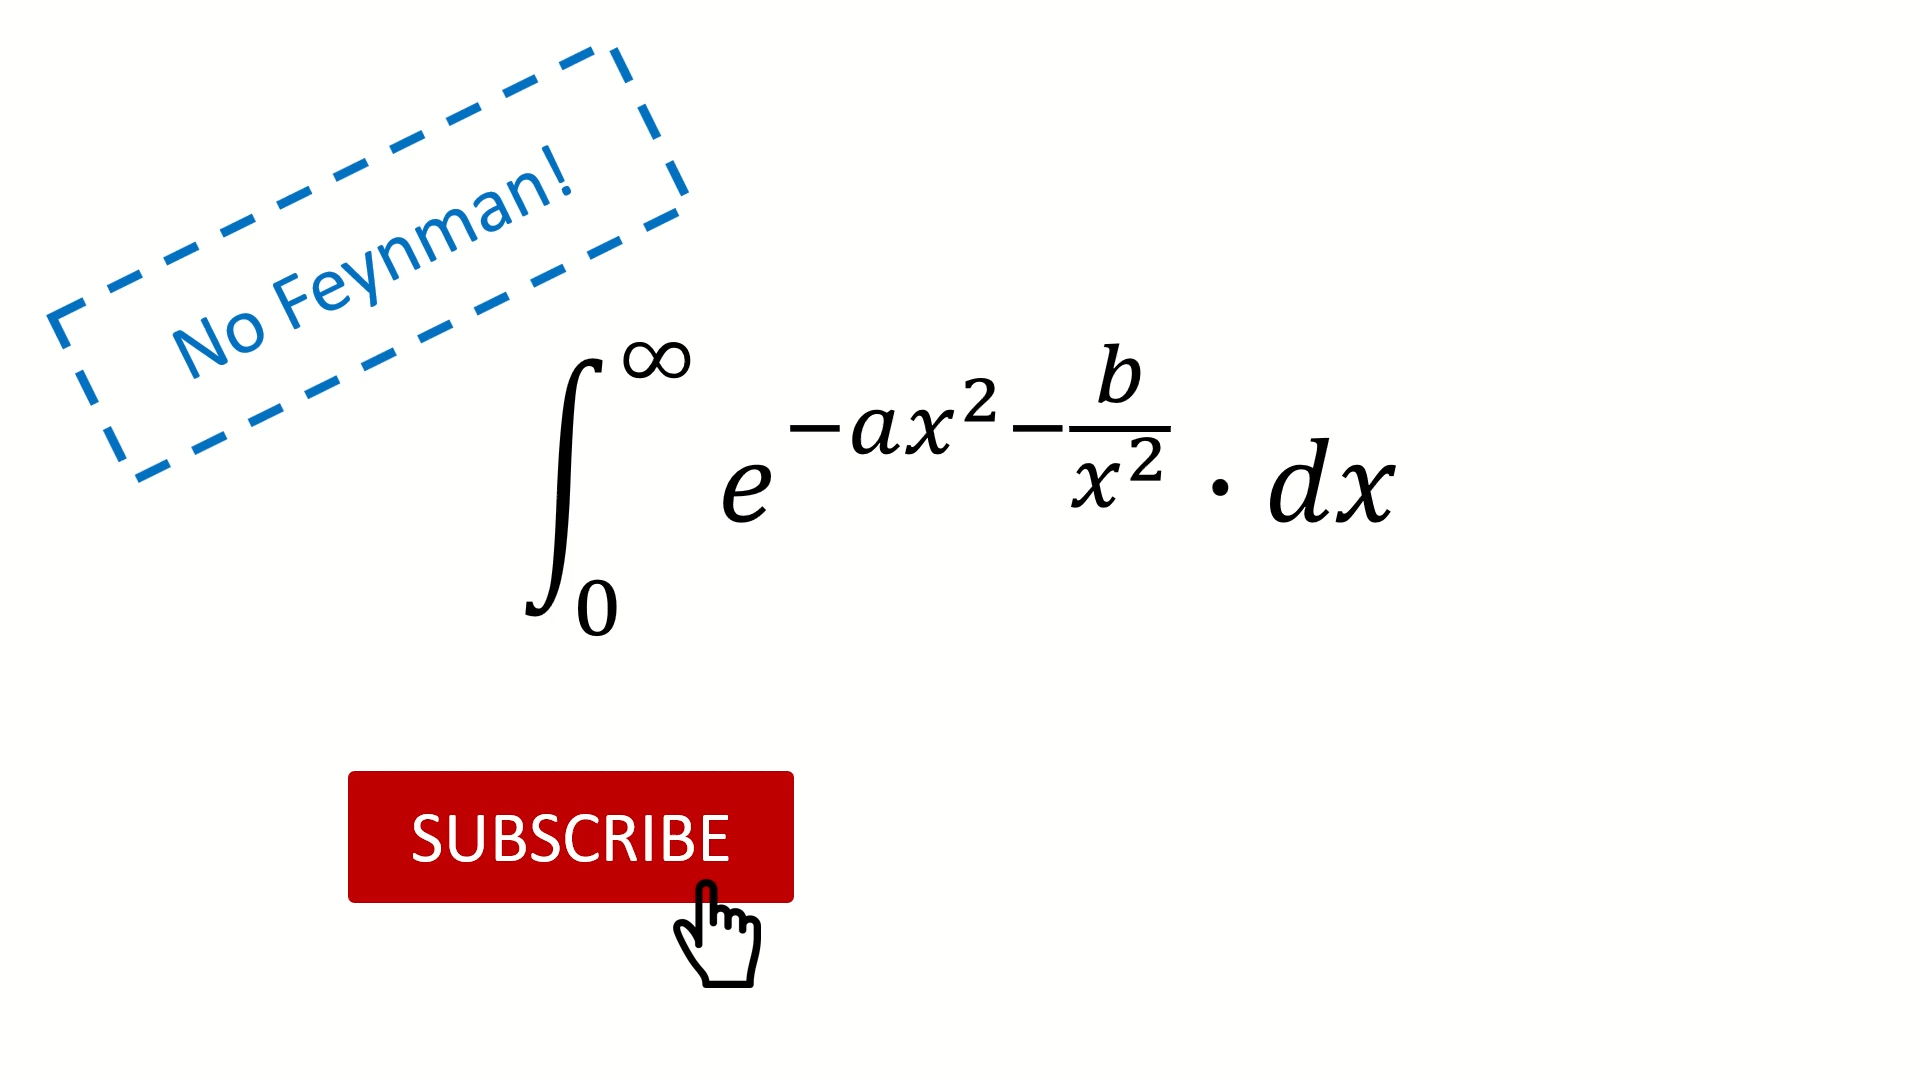 No Feynman!
∫₀^∞ e^{−ax² − b/x²} · dx
SUBSCRIBE